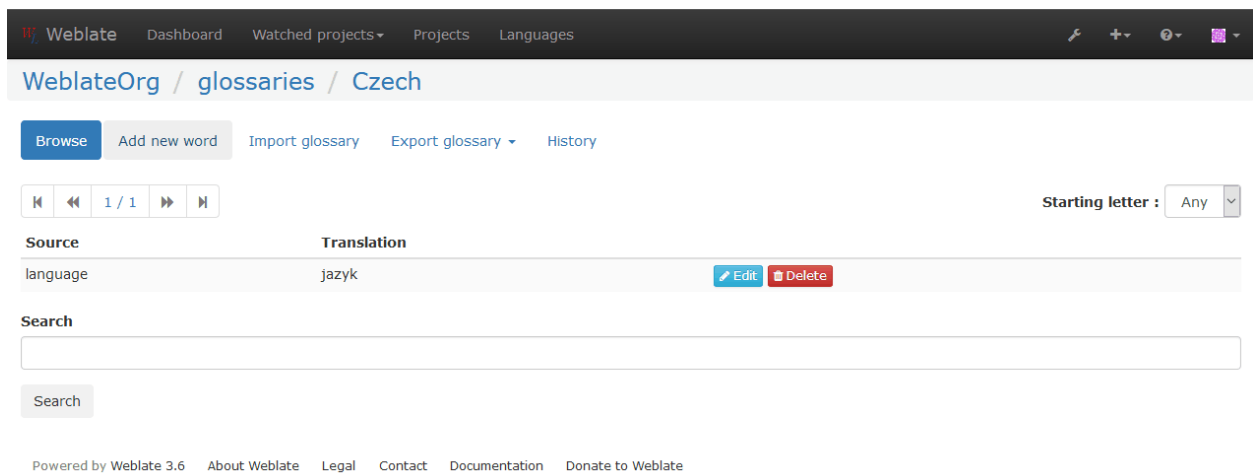 Weblate Dashboard Watched projects Projects Languages
WeblateOrg / glossaries / Czech
Browse Add new word Import glossary Export glossary History
1 / 1 Starting letter : Any
Source Translation
language jazyk Edit Delete
Search
Search
Powered by Weblate 3.6 About Weblate Legal Contact Documentation Donate to Weblate